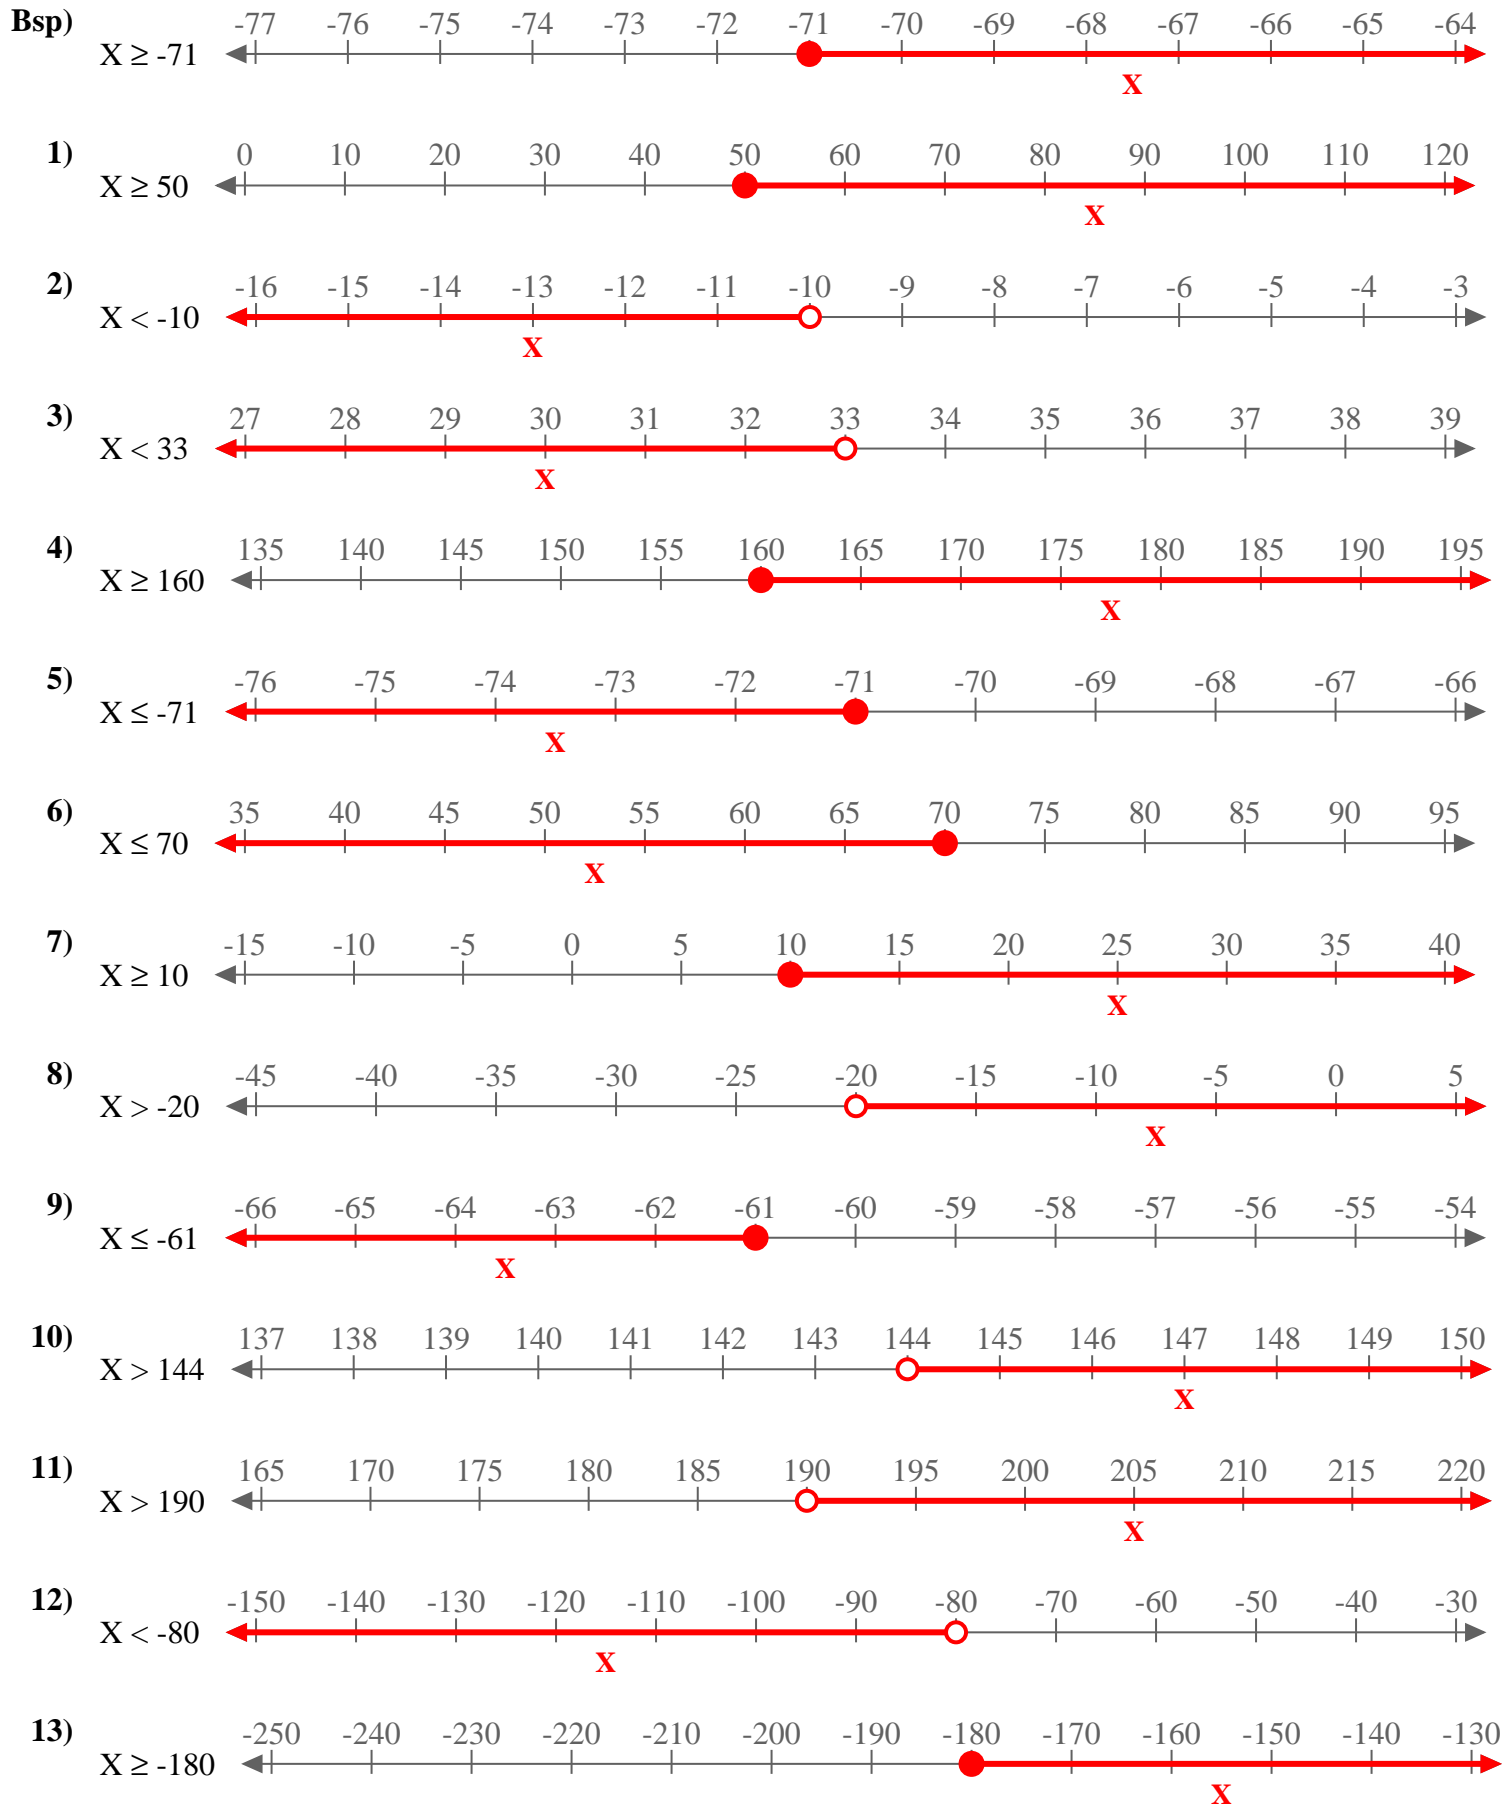 Bsp) -77 -76 -75 -74 -73 -72 -71 -70 -69 -68 -67 -66 -65 -64
X ≥ -71
X
1) 0 10 20 30 40 50 60 70 80 90 100 110 120
X ≥ 50
X
2) -16 -15 -14 -13 -12 -11 -10 -9 -8 -7 -6 -5 -4 -3
X < -10
X
3) 27 28 29 30 31 32 33 34 35 36 37 38 39
X < 33
X
4) 135 140 145 150 155 160 165 170 175 180 185 190 195
X ≥ 160
X
5) -76 -75 -74 -73 -72 -71 -70 -69 -68 -67 -66
X ≤ -71
X
6) 35 40 45 50 55 60 65 70 75 80 85 90 95
X ≤ 70
X
7) -15 -10 -5 0 5 10 15 20 25 30 35 40
X ≥ 10
X
8) -45 -40 -35 -30 -25 -20 -15 -10 -5 0 5
X > -20
X
9) -66 -65 -64 -63 -62 -61 -60 -59 -58 -57 -56 -55 -54
X ≤ -61
X
10) 137 138 139 140 141 142 143 144 145 146 147 148 149 150
X > 144
X
11) 165 170 175 180 185 190 195 200 205 210 215 220
X > 190
X
12) -150 -140 -130 -120 -110 -100 -90 -80 -70 -60 -50 -40 -30
X < -80
X
13) -250 -240 -230 -220 -210 -200 -190 -180 -170 -160 -150 -140 -130
X ≥ -180
X